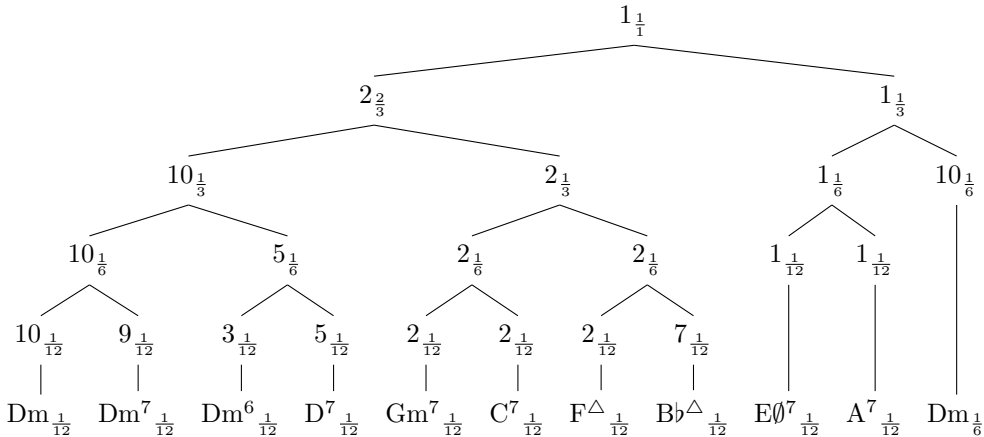 1 1/1
2 2/3 1 1/3
10 1/3 2 1/3 1 1/6 10 1/6
10 1/6 5 1/6 2 1/6 2 1/6 1 1/12 1 1/12
10 1/12 9 1/12 3 1/12 5 1/12 2 1/12 2 1/12 2 1/12 7 1/12
Dm 1/12 Dm⁷ 1/12 Dm⁶ 1/12 D⁷ 1/12 Gm⁷ 1/12 C⁷ 1/12 F△ 1/12 B♭△ 1/12 E∅⁷ 1/12 A⁷ 1/12 Dm 1/6